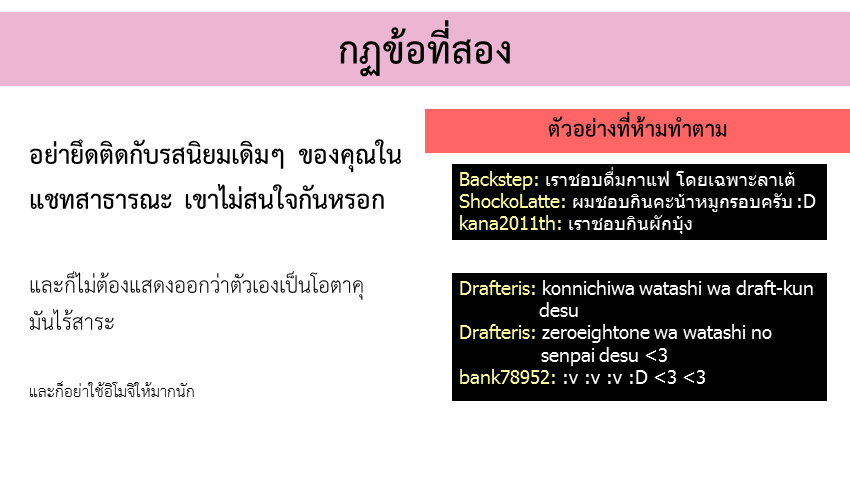 กฏข้อที่สอง
อย่ายึดติดกับรสนิยมเดิมๆ ของคุณใน
แชทสาธารณะ เขาไม่สนใจกันหรอก
และก็ไม่ต้องแสดงออกว่าตัวเองเป็นโอตาคุ
มันไร้สาระ
และก็อย่าใช้อิโมจิให้มากนัก
ตัวอย่างที่ห้ามทำตาม
Backstep: เราชอบดื่มกาแฟ โดยเฉพาะลาเต้
ShockoLatte: ผมชอบกินคะน้าหมูกรอบครับ :D
kana2011th: เราชอบกินผักบุ้ง
Drafteris: konnichiwa watashi wa draft-kun
desu
Drafteris: zeroeightone wa watashi no
senpai desu <3
bank78952: :v :v :v :D <3 <3